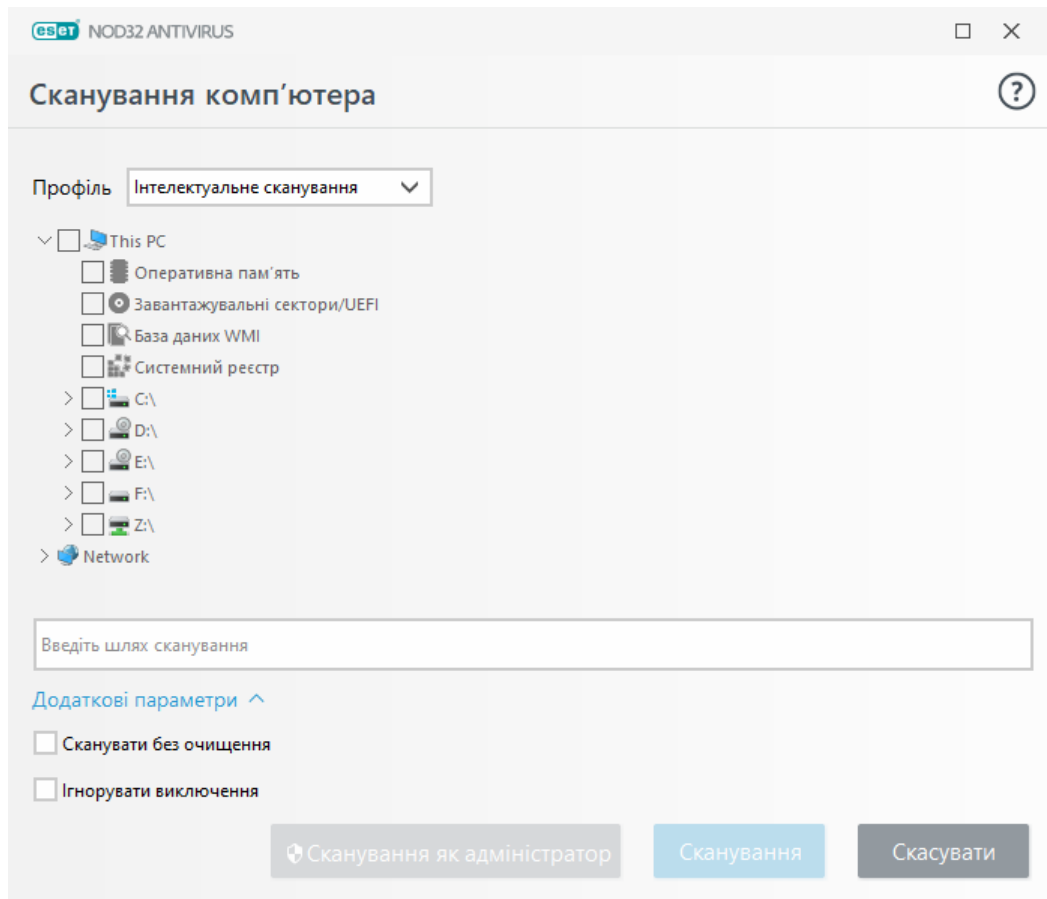 eset NOD32 ANTIVIRUS
Сканування комп'ютера
?
Профіль Інтелектуальне сканування
This PC
Оперативна пам'ять
Завантажувальні сектори/UEFI
База даних WMI
Системний реєстр
C:\
D:\
E:\
F:\
Z:\
Network
Введіть шлях сканування
Додаткові параметри
Сканувати без очищення
Ігнорувати виключення
Сканування як адміністратор Сканування Скасувати